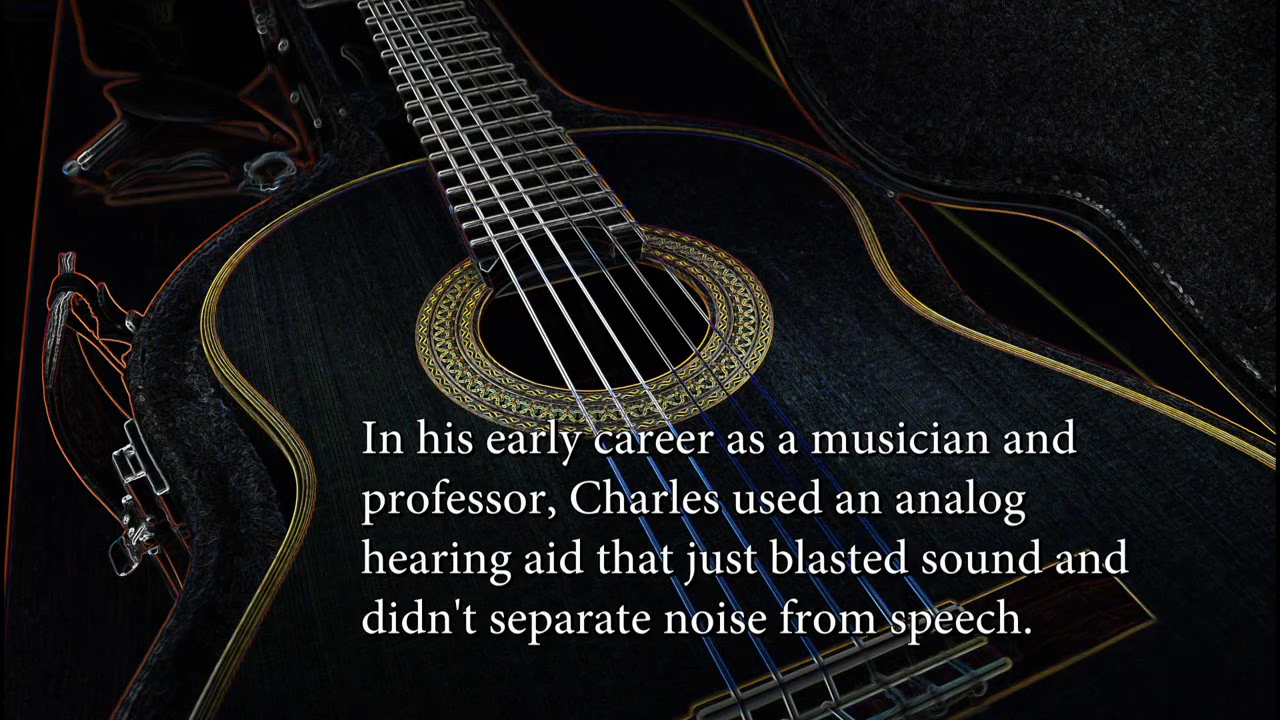 In his early career as a musician and
professor, Charles used an analog
hearing aid that just blasted sound and
didn't separate noise from speech.